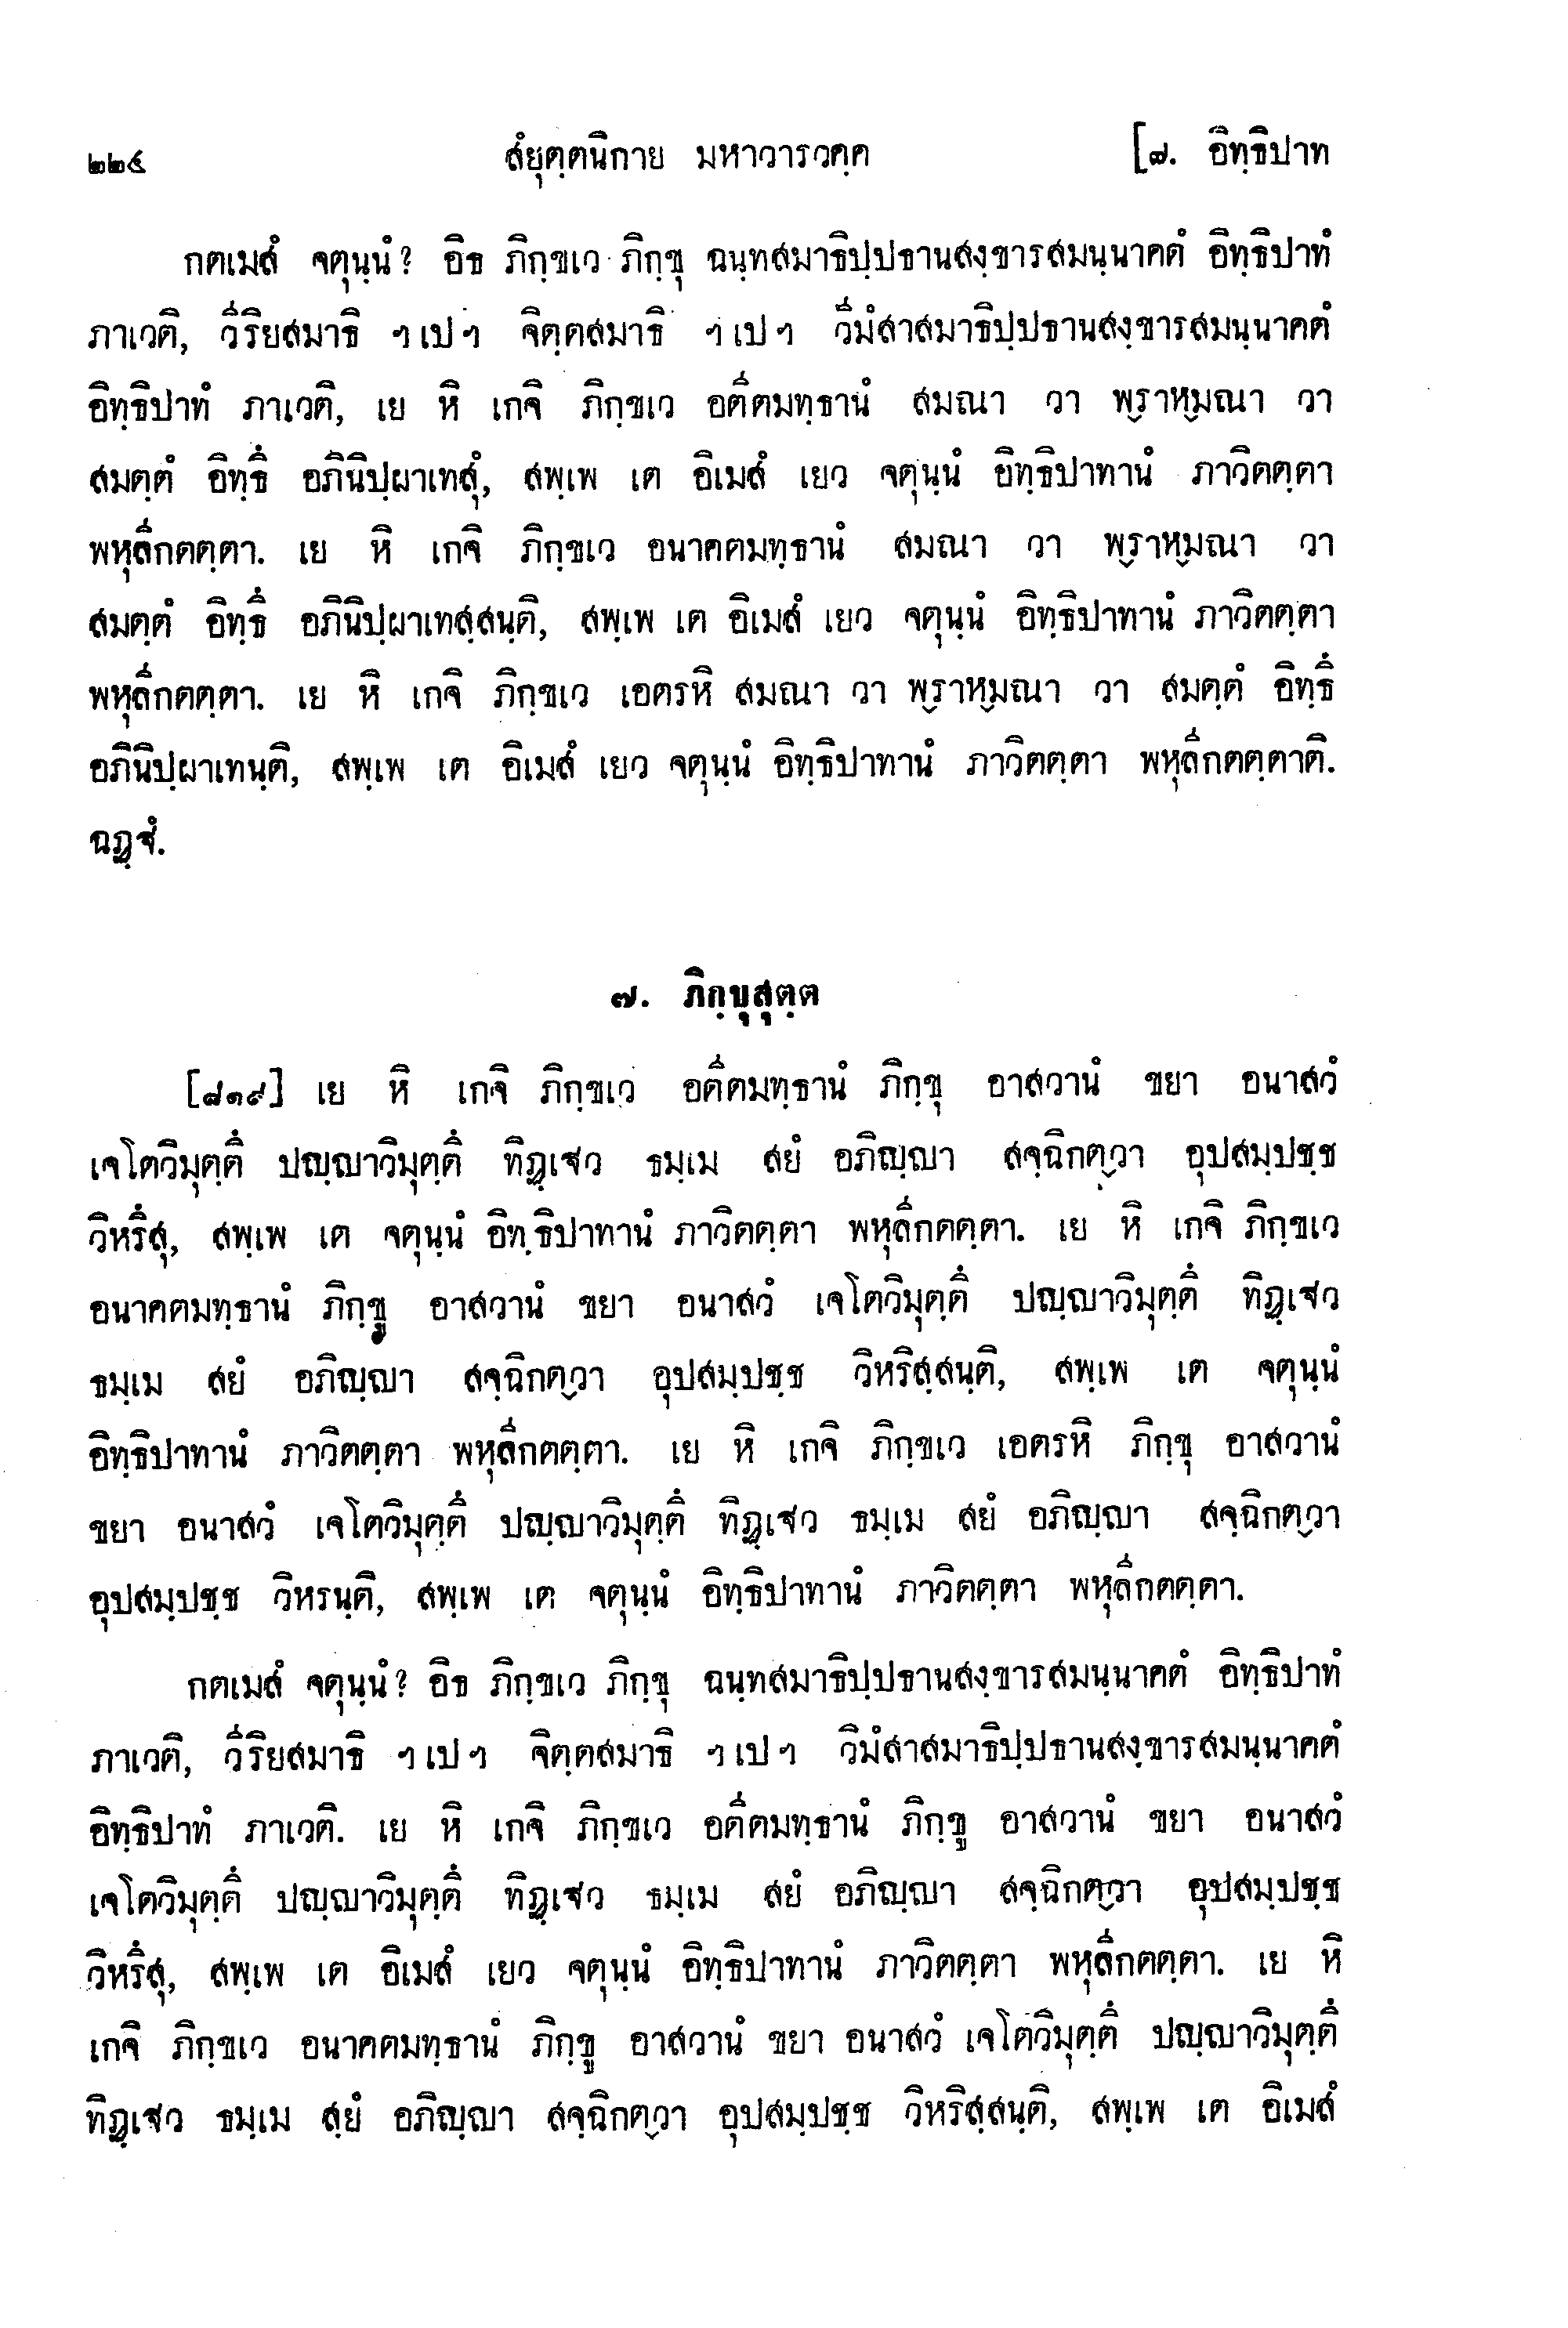 ๒๒๔ สํยุตฺตนิกาย มหาวารวคฺค [๗. อิทฺธิปาท
กตเมสํ จตุนฺนํ? อิธ ภิกฺขเว ภิกฺขุ ฉนฺทสมาธิปฺปธานสงฺขารสมนฺนาคตํ อิทฺธิปาทํ
ภาเวติ, วีริยสมาธิ ฯเปฯ จิตฺตสมาธิ ฯเปฯ วีมํสาสมาธิปฺปธานสงฺขารสมนฺนาคตํ
อิทฺธิปาทํ ภาเวติ, เย หิ เกจิ ภิกฺขเว อตีตมทฺธานํ สมณา วา พฺราหฺมณา วา
สมตฺตํ อิทฺธึ อภินิปฺผาเทสุํ, สพฺเพ เต อิเมสํ เยว จตุนฺนํ อิทฺธิปาทานํ ภาวิตตฺตา
พหุลีกตตฺตา. เย หิ เกจิ ภิกฺขเว อนาคตมทฺธานํ สมณา วา พฺราหฺมณา วา
สมตฺตํ อิทฺธึ อภินิปฺผาเทสฺสนฺติ, สพฺเพ เต อิเมสํ เยว จตุนฺนํ อิทฺธิปาทานํ ภาวิตตฺตา
พหุลีกตตฺตา. เย หิ เกจิ ภิกฺขเว เอตรหิ สมณา วา พฺราหฺมณา วา สมตฺตํ อิทฺธึ
อภินิปฺผาเทนฺติ, สพฺเพ เต อิเมสํ เยว จตุนฺนํ อิทฺธิปาทานํ ภาวิตตฺตา พหุลีกตตฺตาติ.
ฉฏฺฐํ.
๗. ภิกฺขุสุตฺต
[๘๑๙] เย หิ เกจิ ภิกฺขเว อตีตมทฺธานํ ภิกฺขุ อาสวานํ ขยา อนาสวํ
เจโตวิมุตฺตึ ปญฺญาวิมุตฺตึ ทิฏฺเฐว ธมฺเม สยํ อภิญฺญา สจฺฉิกตฺวา อุปสมฺปชฺช
วิหรึสุ, สพฺเพ เต จตุนฺนํ อิทฺธิปาทานํ ภาวิตตฺตา พหุลีกตตฺตา. เย หิ เกจิ ภิกฺขเว
อนาคตมทฺธานํ ภิกฺขู อาสวานํ ขยา อนาสวํ เจโตวิมุตฺตึ ปญฺญาวิมุตฺตึ ทิฏฺเฐว
ธมฺเม สยํ อภิญฺญา สจฺฉิกตฺวา อุปสมฺปชฺช วิหริสฺสนฺติ, สพฺเพ เต จตุนฺนํ
อิทฺธิปาทานํ ภาวิตตฺตา พหุลีกตตฺตา. เย หิ เกจิ ภิกฺขเว เอตรหิ ภิกฺขุ อาสวานํ
ขยา อนาสวํ เจโตวิมุตฺตึ ปญฺญาวิมุตฺตึ ทิฏฺเฐว ธมฺเม สยํ อภิญฺญา สจฺฉิกตฺวา
อุปสมฺปชฺช วิหรนฺติ, สพฺเพ เต จตุนฺนํ อิทฺธิปาทานํ ภาวิตตฺตา พหุลีกตตฺตา.
กตเมสํ จตุนฺนํ? อิธ ภิกฺขเว ภิกฺขุ ฉนฺทสมาธิปฺปธานสงฺขารสมนฺนาคตํ อิทฺธิปาทํ
ภาเวติ, วีริยสมาธิ ฯเปฯ จิตฺตสมาธิ ฯเปฯ วิมํสาสมาธิปฺปธานสงฺขารสมนฺนาคตํ
อิทฺธิปาทํ ภาเวติ. เย หิ เกจิ ภิกฺขเว อตีตมทฺธานํ ภิกฺขู อาสวานํ ขยา อนาสวํ
เจโตวิมุตฺตึ ปญฺญาวิมุตฺตึ ทิฏฺเฐว ธมฺเม สยํ อภิญฺญา สจฺฉิกตฺวา อุปสมฺปชฺช
วิหรึสุ, สพฺเพ เต อิเมสํ เยว จตุนฺนํ อิทฺธิปาทานํ ภาวิตตฺตา พหุลีกตตฺตา. เย หิ
เกจิ ภิกฺขเว อนาคตมทฺธานํ ภิกฺขู อาสวานํ ขยา อนาสวํ เจโตวิมุตฺตึ ปญฺญาวิมุตฺตึ
ทิฏฺเฐว ธมฺเม สยํ อภิญฺญา สจฺฉิกตฺวา อุปสมฺปชฺช วิหริสฺสนฺติ, สพฺเพ เต อิเมสํ